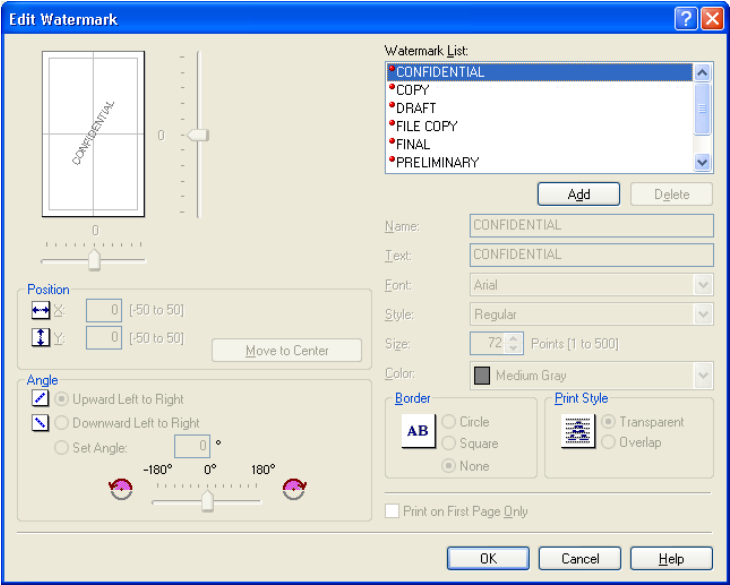 Edit Watermark
CONFIDENTIAL
0
0
Watermark List:
CONFIDENTIAL
COPY
DRAFT
FILE COPY
FINAL
PRELIMINARY
Add Delete
Name: CONFIDENTIAL
Text: CONFIDENTIAL
Font: Arial
Style: Regular
Size: 72 Points [1 to 500]
Color: Medium Gray
Position
X: 0 [-50 to 50]
Y: 0 [-50 to 50]
Move to Center
Angle
Upward Left to Right
Downward Left to Right
Set Angle: 0 °
-180° 0° 180°
Border
AB
Circle
Square
None
Print Style
Transparent
Overlap
Print on First Page Only
OK Cancel Help